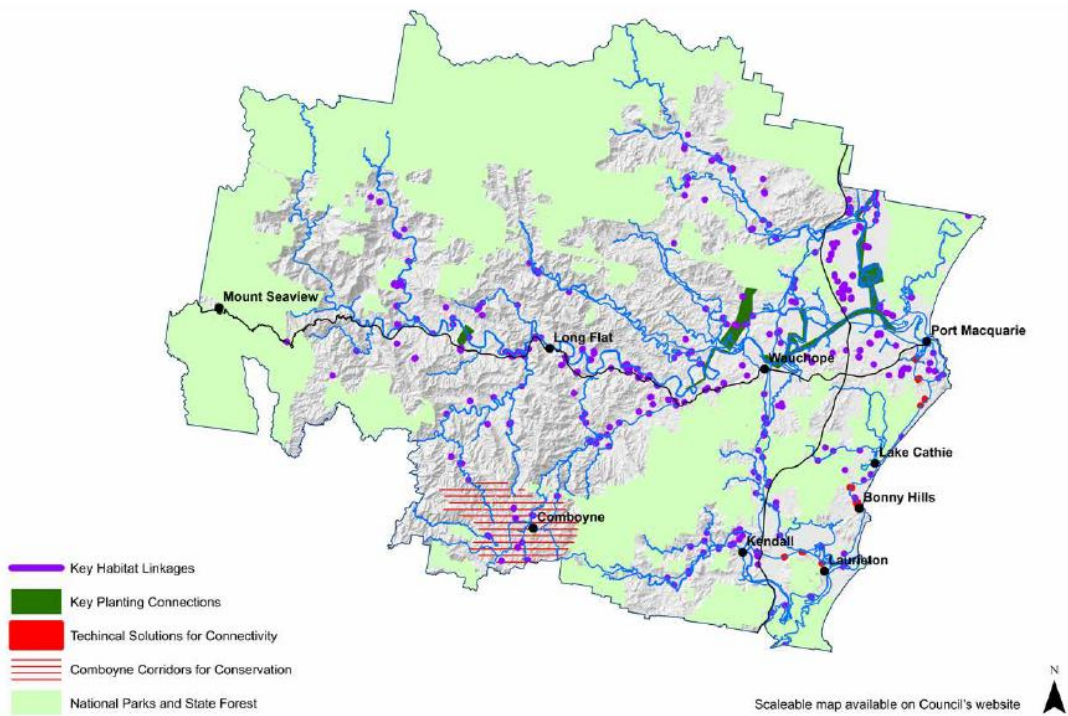 Mount Seaview
Long Flat
Port Macquarie
Wauchope
Lake Cathie
Bonny Hills
Comboyne
Kendall
Laurieton
Key Habitat Linkages
Key Planting Connections
Techincal Solutions for Connectivity
Comboyne Corridors for Conservation
National Parks and State Forest
N
Scaleable map available on Council's website